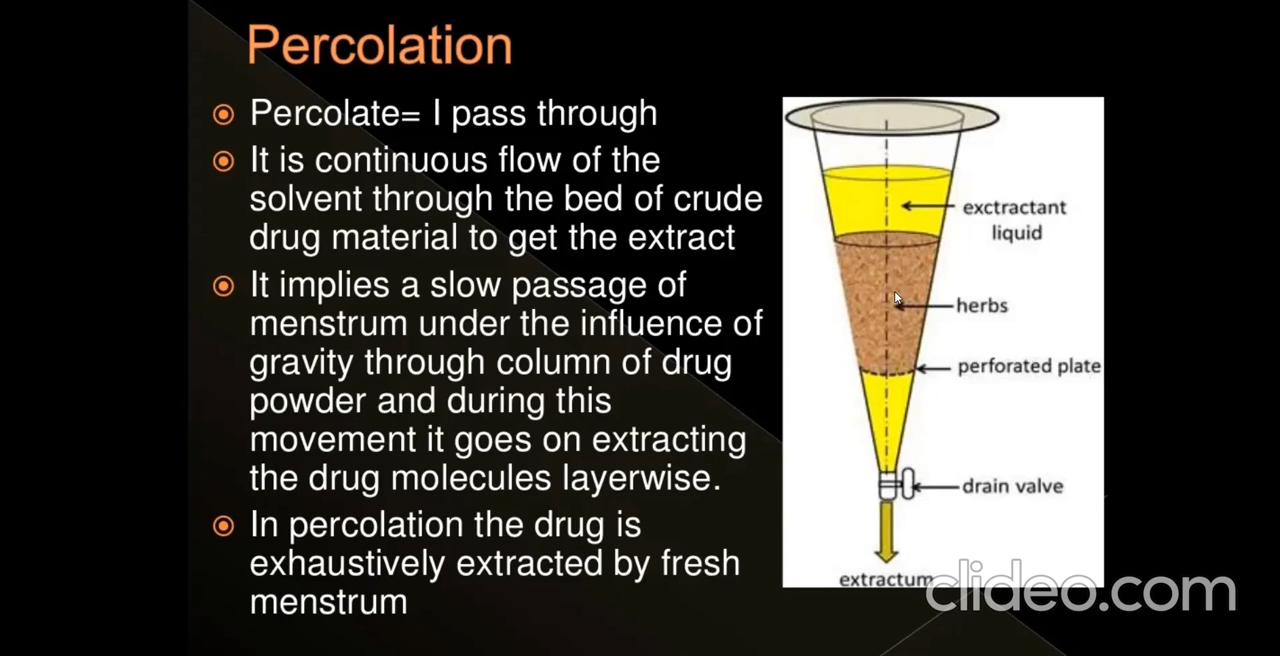 Percolation
Percolate= I pass through
It is continuous flow of the
solvent through the bed of crude
drug material to get the extract
It implies a slow passage of
menstrum under the influence of
gravity through column of drug
powder and during this
movement it goes on extracting
the drug molecules layerwise.
In percolation the drug is
exhaustively extracted by fresh
menstrum
exctractant
liquid
herbs
perforated plate
drain valve
extractum
clideo.com